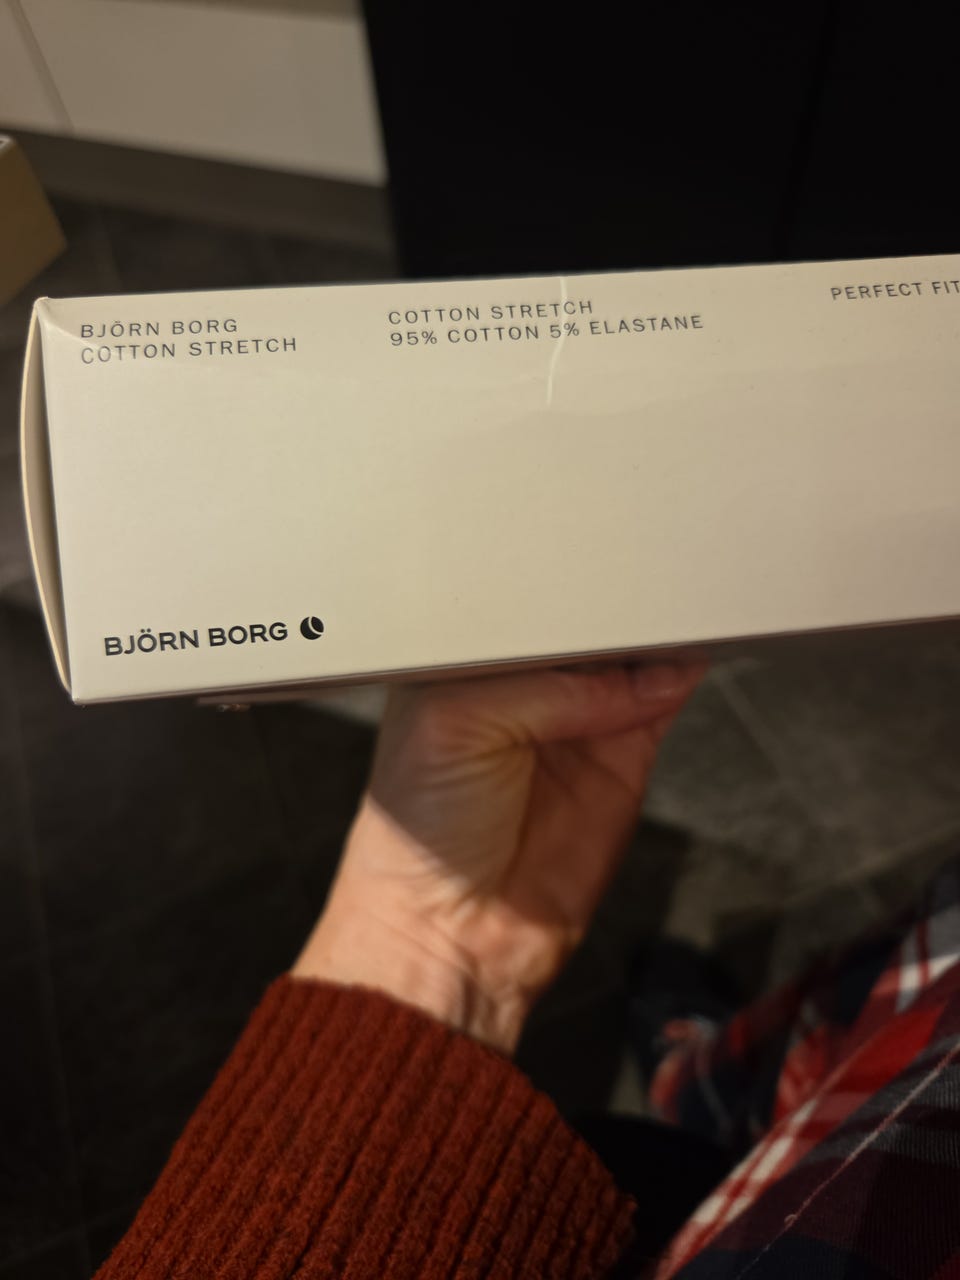 BJÖRN BORG
COTTON STRETCH
COTTON STRETCH
95% COTTON 5% ELASTANE
PERFECT FIT
BJÖRN BORG